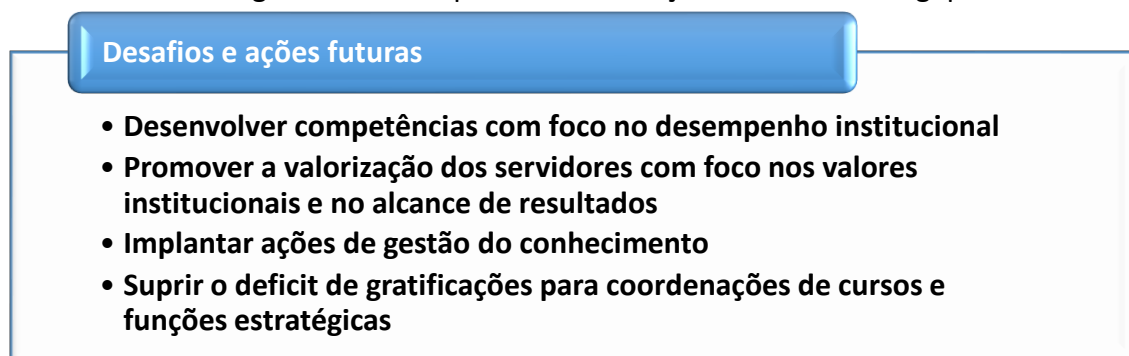 Desafios e ações futuras
• Desenvolver competências com foco no desempenho institucional
• Promover a valorização dos servidores com foco nos valores
institucionais e no alcance de resultados
• Implantar ações de gestão do conhecimento
• Suprir o deficit de gratificações para coordenações de cursos e
funções estratégicas